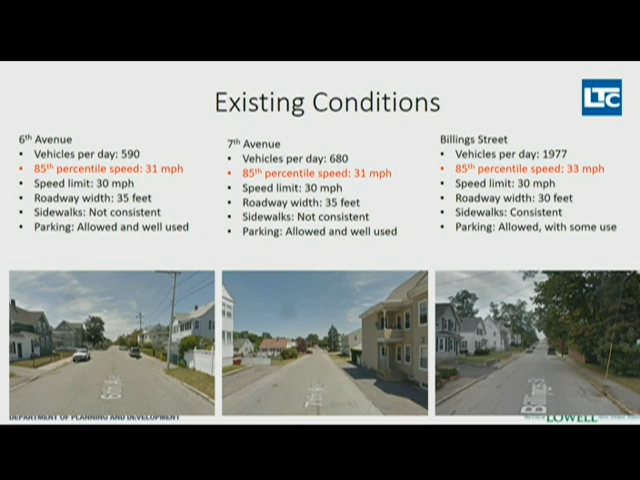 LTC
Existing Conditions
6th Avenue
• Vehicles per day: 590
• 85th percentile speed: 31 mph
• Speed limit: 30 mph
• Roadway width: 35 feet
• Sidewalks: Not consistent
• Parking: Allowed and well used
7th Avenue
• Vehicles per day: 680
• 85th percentile speed: 31 mph
• Speed limit: 30 mph
• Roadway width: 35 feet
• Sidewalks: Not consistent
• Parking: Allowed and well used
Billings Street
• Vehicles per day: 1977
• 85th percentile speed: 33 mph
• Speed limit: 30 mph
• Roadway width: 30 feet
• Sidewalks: Consistent
• Parking: Allowed, with some use
DEPARTMENT OF PLANNING AND DEVELOPMENT
LOWELL